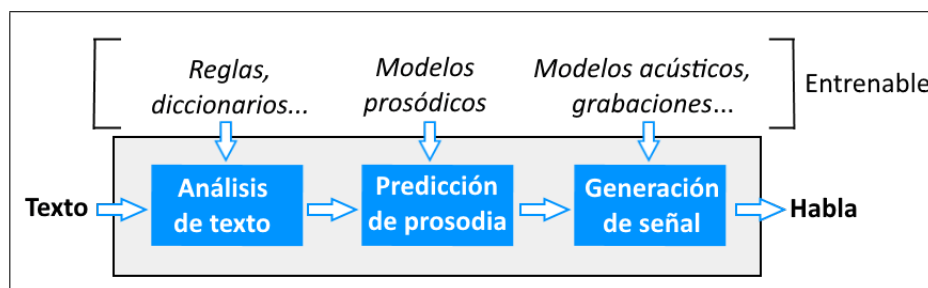 Reglas,
diccionarios...
Modelos
prosódicos
Modelos acústicos,
grabaciones...
Entrenable
Texto
Análisis
de texto
Predicción
de prosodia
Generación
de señal
Habla